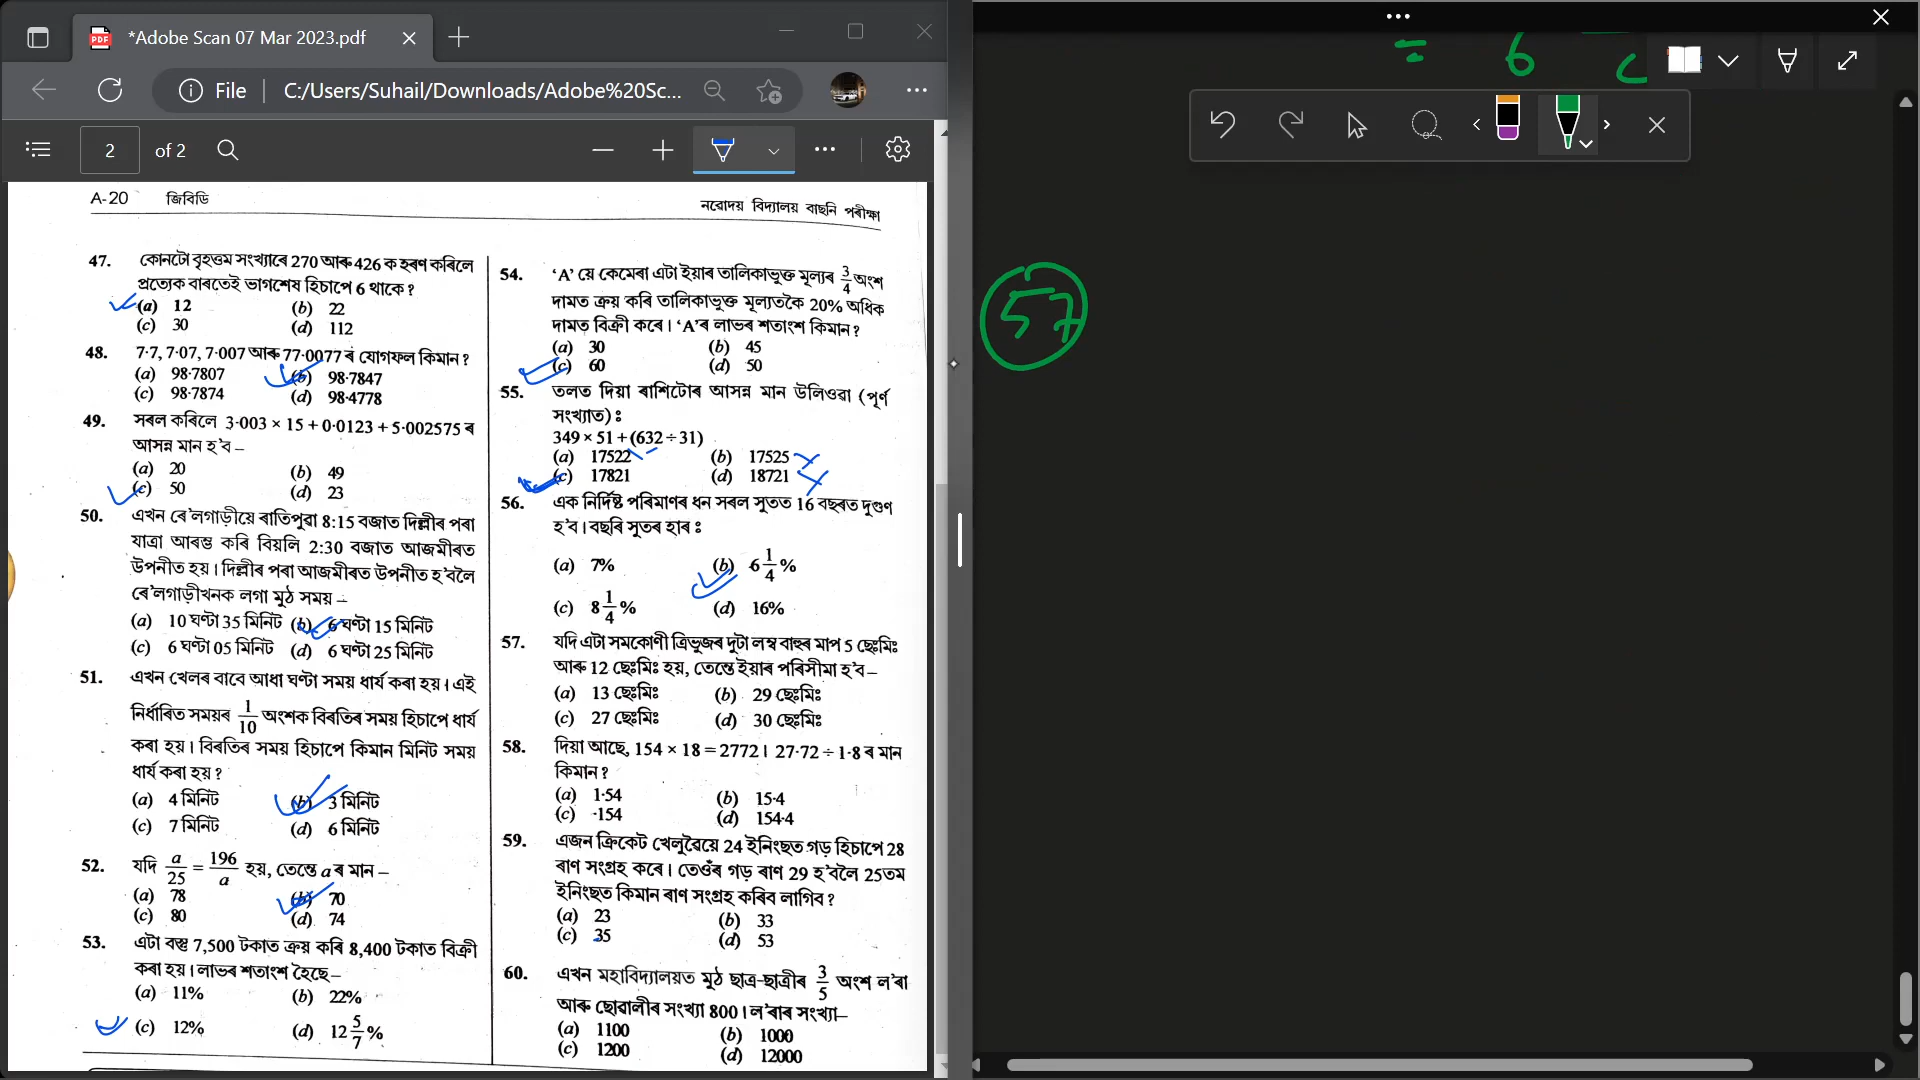 *Adobe Scan 07 Mar 2023.pdf
File
C:/Users/Suhail/Downloads/Adobe%20Sc...
2 of 2
A-20 জিবিডি
নৱোদয় বিদ্যালয় বাছনি পৰীক্ষা
47. কোনটো বৃহত্তম সংখ্যাৰে 270 আৰু 426 ক হৰণ কৰিলে
প্ৰত্যেক বাৰতেই ভাগশেষ হিচাপে 6 থাকে ?
(a) 12 (b) 22
(c) 30 (d) 112
48. 7·7, 7·07, 7·007 আৰু 77·0077 ৰ যোগফল কিমান ?
(a) 98·7807 (b) 98·7847
(c) 98·7874 (d) 98·4778
49. সৰল কৰিলে 3·003 × 15 + 0·0123 + 5·002575 ৰ
আসন্ন মান হ'ব –
(a) 20 (b) 49
(c) 50 (d) 23
50. এখন ৰে'লগাড়ীয়ে ৰাতিপুৱা 8:15 বজাত দিল্লীৰ পৰা
যাত্ৰা আৰম্ভ কৰি বিয়লি 2:30 বজাত আজমীৰত
উপনীত হয়। দিল্লীৰ পৰা আজমীৰত উপনীত হ'বলৈ
ৰে'লগাড়ীখনক লগা মুঠ সময় –
(a) 10 ঘণ্টা 35 মিনিট (b) 6 ঘণ্টা 15 মিনিট
(c) 6 ঘণ্টা 05 মিনিট (d) 6 ঘণ্টা 25 মিনিট
51. এখন খেলৰ বাবে আধা ঘণ্টা সময় ধাৰ্য কৰা হয়। এই
নিৰ্ধাৰিত সময়ৰ 1/10 অংশক বিৰতিৰ সময় হিচাপে ধাৰ্য
কৰা হয়। বিৰতিৰ সময় হিচাপে কিমান মিনিট সময়
ধাৰ্য কৰা হয় ?
(a) 4 মিনিট (b) 3 মিনিট
(c) 7 মিনিট (d) 6 মিনিট
52. যদি a/25 = 196/a হয়, তেন্তে a ৰ মান –
(a) 78 (b) 70
(c) 80 (d) 74
53. এটা বস্তু 7,500 টকাত ক্ৰয় কৰি 8,400 টকাত বিক্ৰী
কৰা হয়। লাভৰ শতাংশ হৈছে –
(a) 11% (b) 22%
(c) 12% (d) 12 5/7 %
54. 'A' য়ে কেমেৰা এটা ইয়াৰ তালিকাভুক্ত মূল্যৰ 3/4 অংশ
দামত ক্ৰয় কৰি তালিকাভুক্ত মূল্যতকৈ 20% অধিক
দামত বিক্ৰী কৰে। 'A'ৰ লাভৰ শতাংশ কিমান ?
(a) 30 (b) 45
(c) 60 (d) 50
55. তলত দিয়া ৰাশিটোৰ আসন্ন মান উলিওৱা (পূৰ্ণ
সংখ্যাত) :
349 × 51 + (632 ÷ 31)
(a) 17522 (b) 17525
(c) 17821 (d) 18721
56. এক নিৰ্দিষ্ট পৰিমাণৰ ধন সৰল সুতত 16 বছৰত দুগুণ
হ'ব। বছৰি সুতৰ হাৰ :
(a) 7% (b) 6 1/4 %
(c) 8 1/4 % (d) 16%
57. যদি এটা সমকোণী ত্ৰিভুজৰ দুটা লম্ব বাহুৰ মাপ 5 ছেঃমিঃ
আৰু 12 ছেঃমিঃ হয়, তেন্তে ইয়াৰ পৰিসীমা হ'ব –
(a) 13 ছেঃমিঃ (b) 29 ছেঃমিঃ
(c) 27 ছেঃমিঃ (d) 30 ছেঃমিঃ
58. দিয়া আছে, 154 × 18 = 2772। 27·72 ÷ 1·8 ৰ মান
কিমান ?
(a) 1·54 (b) 15·4
(c) ·154 (d) 154·4
59. এজন ক্ৰিকেট খেলুৱৈয়ে 24 ইনিংছত গড় হিচাপে 28
ৰাণ সংগ্ৰহ কৰে। তেওঁৰ গড় ৰাণ 29 হ'বলৈ 25তম
ইনিংছত কিমান ৰাণ সংগ্ৰহ কৰিব লাগিব ?
(a) 23 (b) 33
(c) 35 (d) 53
60. এখন মহাবিদ্যালয়ত মুঠ ছাত্ৰ-ছাত্ৰীৰ 3/5 অংশ ল'ৰা
আৰু ছোৱালীৰ সংখ্যা 800। ল'ৰাৰ সংখ্যা–
(a) 1100 (b) 1000
(c) 1200 (d) 12000
= 6
57